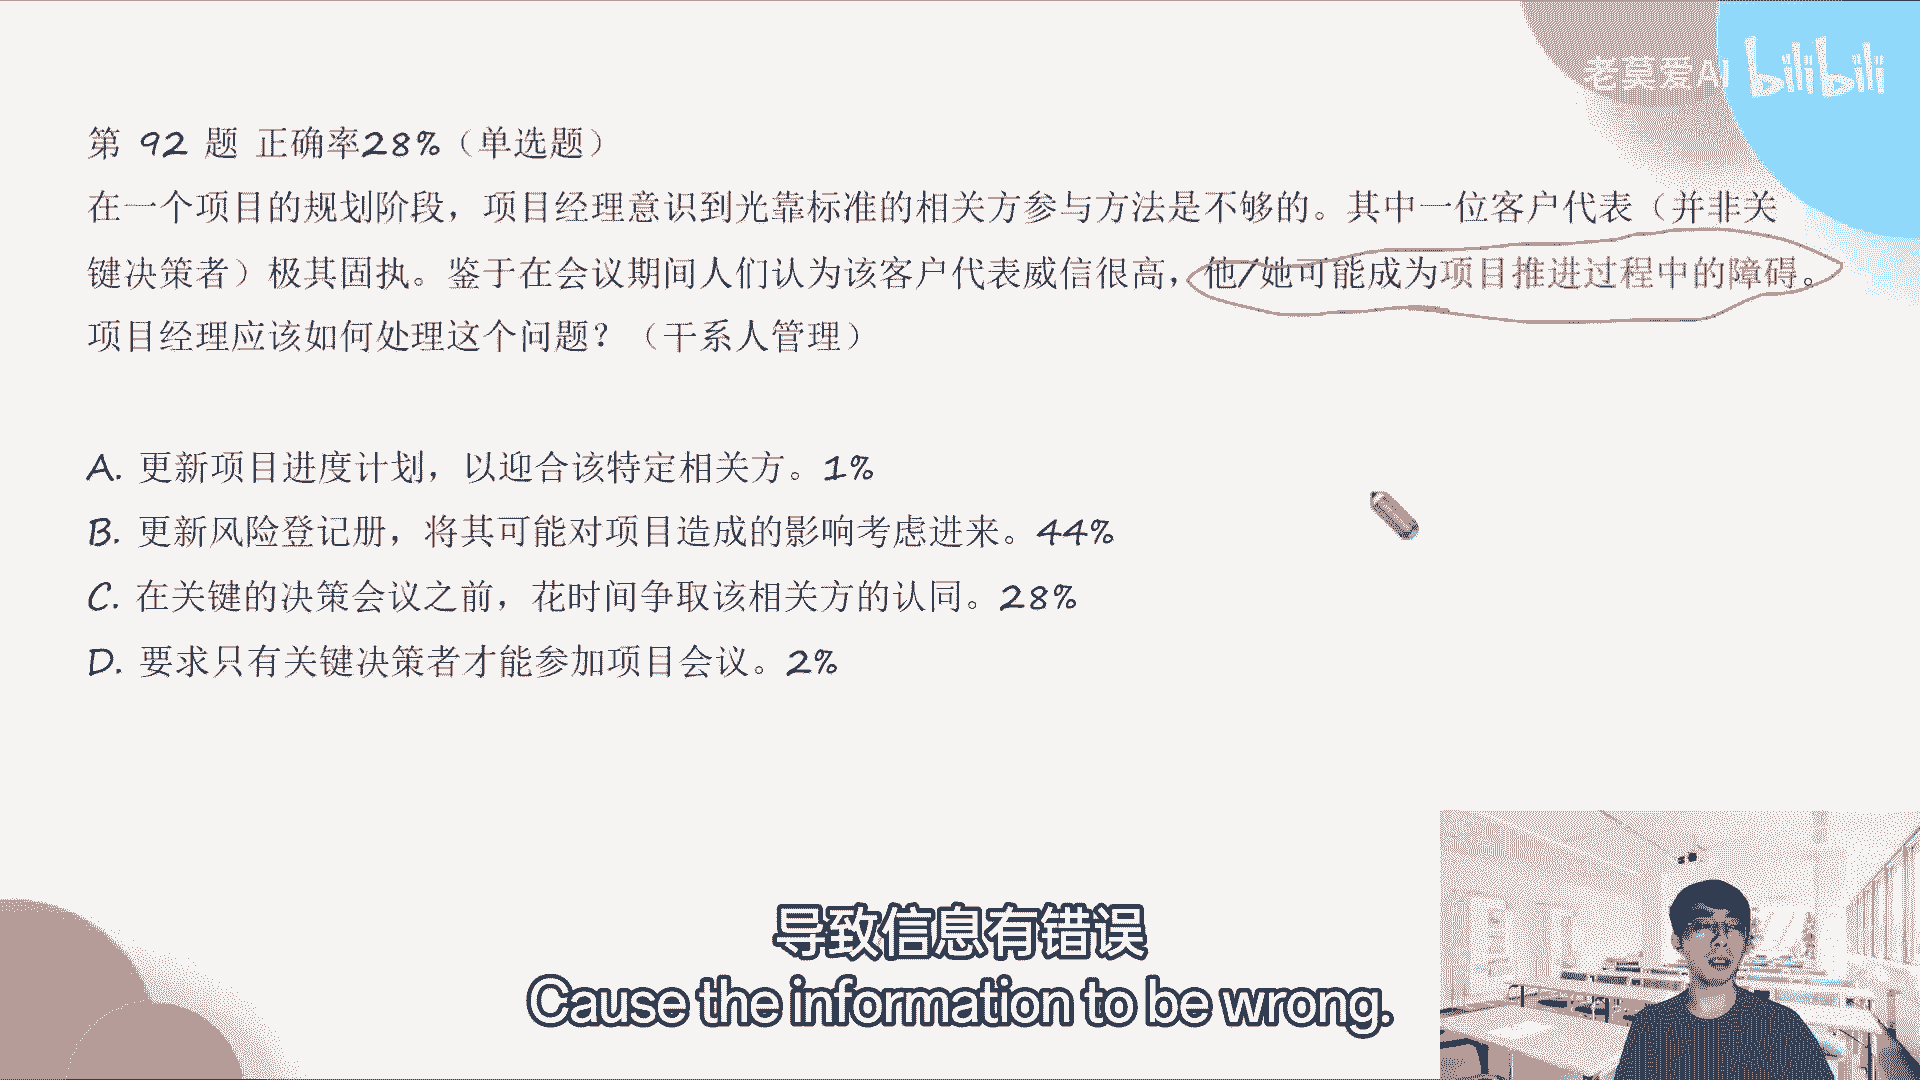 老莫爱AI bilibili
第 92 题 正确率28%（单选题）
在一个项目的规划阶段，项目经理意识到光靠标准的相关方参与方法是不够的。其中一位客户代表（并非关
键决策者）极其固执。鉴于在会议期间人们认为该客户代表威信很高，他/她可能成为项目推进过程中的障碍。
项目经理应该如何处理这个问题？（干系人管理）
A. 更新项目进度计划，以迎合该特定相关方。1%
B. 更新风险登记册，将其可能对项目造成的影响考虑进来。44%
C. 在关键的决策会议之前，花时间争取该相关方的认同。28%
D. 要求只有关键决策者才能参加项目会议。2%
导致信息有错误
Cause the information to be wrong.